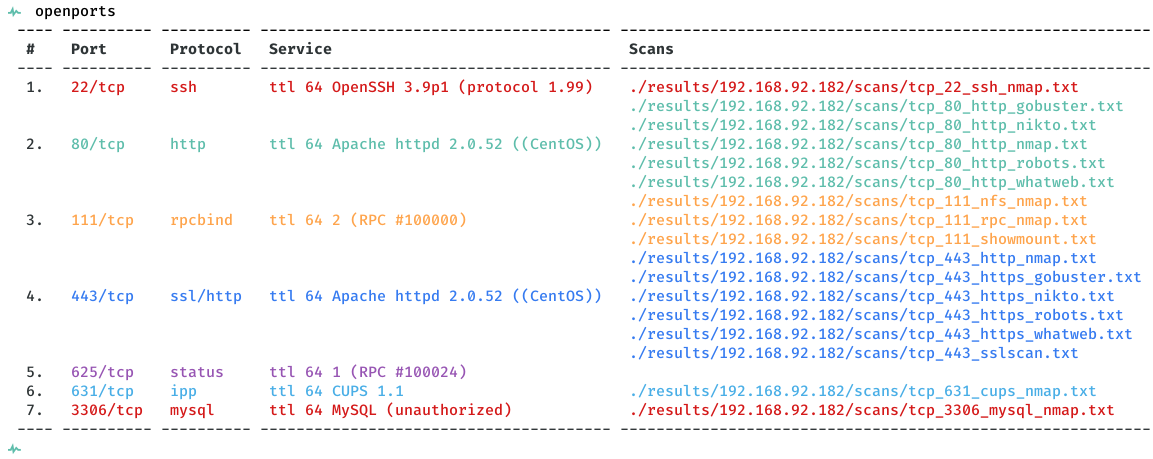 openports
---- ---------- ---------- --------------------------------------- -----------------------------------------------------------
# Port Protocol Service Scans
---- ---------- ---------- --------------------------------------- -----------------------------------------------------------
1. 22/tcp ssh ttl 64 OpenSSH 3.9p1 (protocol 1.99) ./results/192.168.92.182/scans/tcp_22_ssh_nmap.txt
./results/192.168.92.182/scans/tcp_80_http_gobuster.txt
./results/192.168.92.182/scans/tcp_80_http_nikto.txt
2. 80/tcp http ttl 64 Apache httpd 2.0.52 ((CentOS)) ./results/192.168.92.182/scans/tcp_80_http_nmap.txt
./results/192.168.92.182/scans/tcp_80_http_robots.txt
./results/192.168.92.182/scans/tcp_80_http_whatweb.txt
./results/192.168.92.182/scans/tcp_111_nfs_nmap.txt
3. 111/tcp rpcbind ttl 64 2 (RPC #100000) ./results/192.168.92.182/scans/tcp_111_rpc_nmap.txt
./results/192.168.92.182/scans/tcp_111_showmount.txt
./results/192.168.92.182/scans/tcp_443_http_nmap.txt
./results/192.168.92.182/scans/tcp_443_https_gobuster.txt
4. 443/tcp ssl/http ttl 64 Apache httpd 2.0.52 ((CentOS)) ./results/192.168.92.182/scans/tcp_443_https_nikto.txt
./results/192.168.92.182/scans/tcp_443_https_robots.txt
./results/192.168.92.182/scans/tcp_443_https_whatweb.txt
./results/192.168.92.182/scans/tcp_443_sslscan.txt
5. 625/tcp status ttl 64 1 (RPC #100024)
6. 631/tcp ipp ttl 64 CUPS 1.1 ./results/192.168.92.182/scans/tcp_631_cups_nmap.txt
7. 3306/tcp mysql ttl 64 MySQL (unauthorized) ./results/192.168.92.182/scans/tcp_3306_mysql_nmap.txt
---- ---------- ---------- --------------------------------------- -----------------------------------------------------------